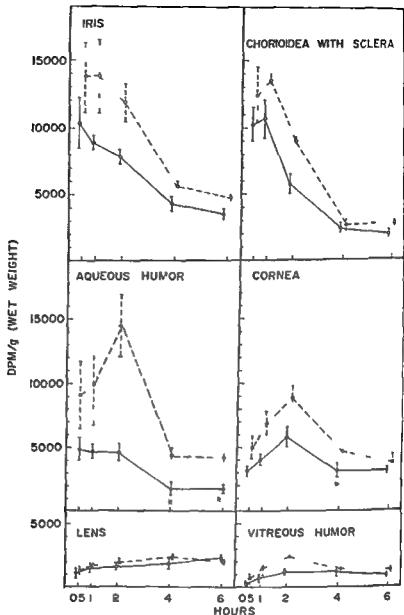 IRIS
CHORIOIDEA WITH SCLERA
15000
10000
5000
AQUEOUS HUMOR
CORNEA
15000
10000
5000
DPM/g (WET WEIGHT)
LENS
VITREOUS HUMOR
5000
0.5 1 2 4 6
0.5 1 2 4 6
HOURS